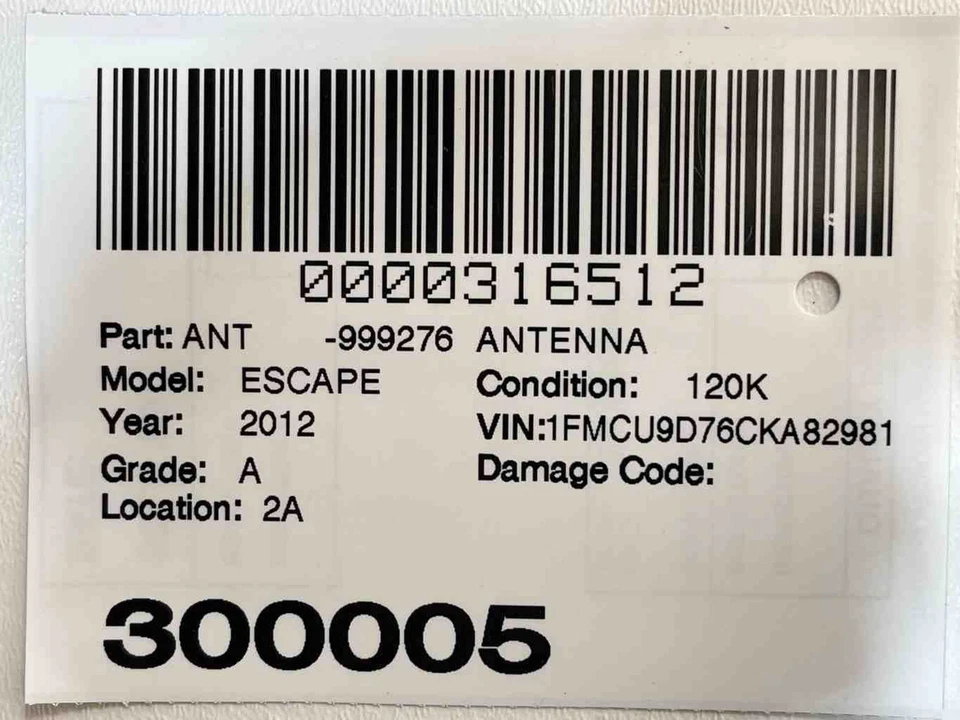 0000316512
Part: ANT -999276 ANTENNA
Model: ESCAPE Condition: 120K
Year: 2012 VIN:1FMCU9D76CKA82981
Grade: A Damage Code:
Location: 2A
300005